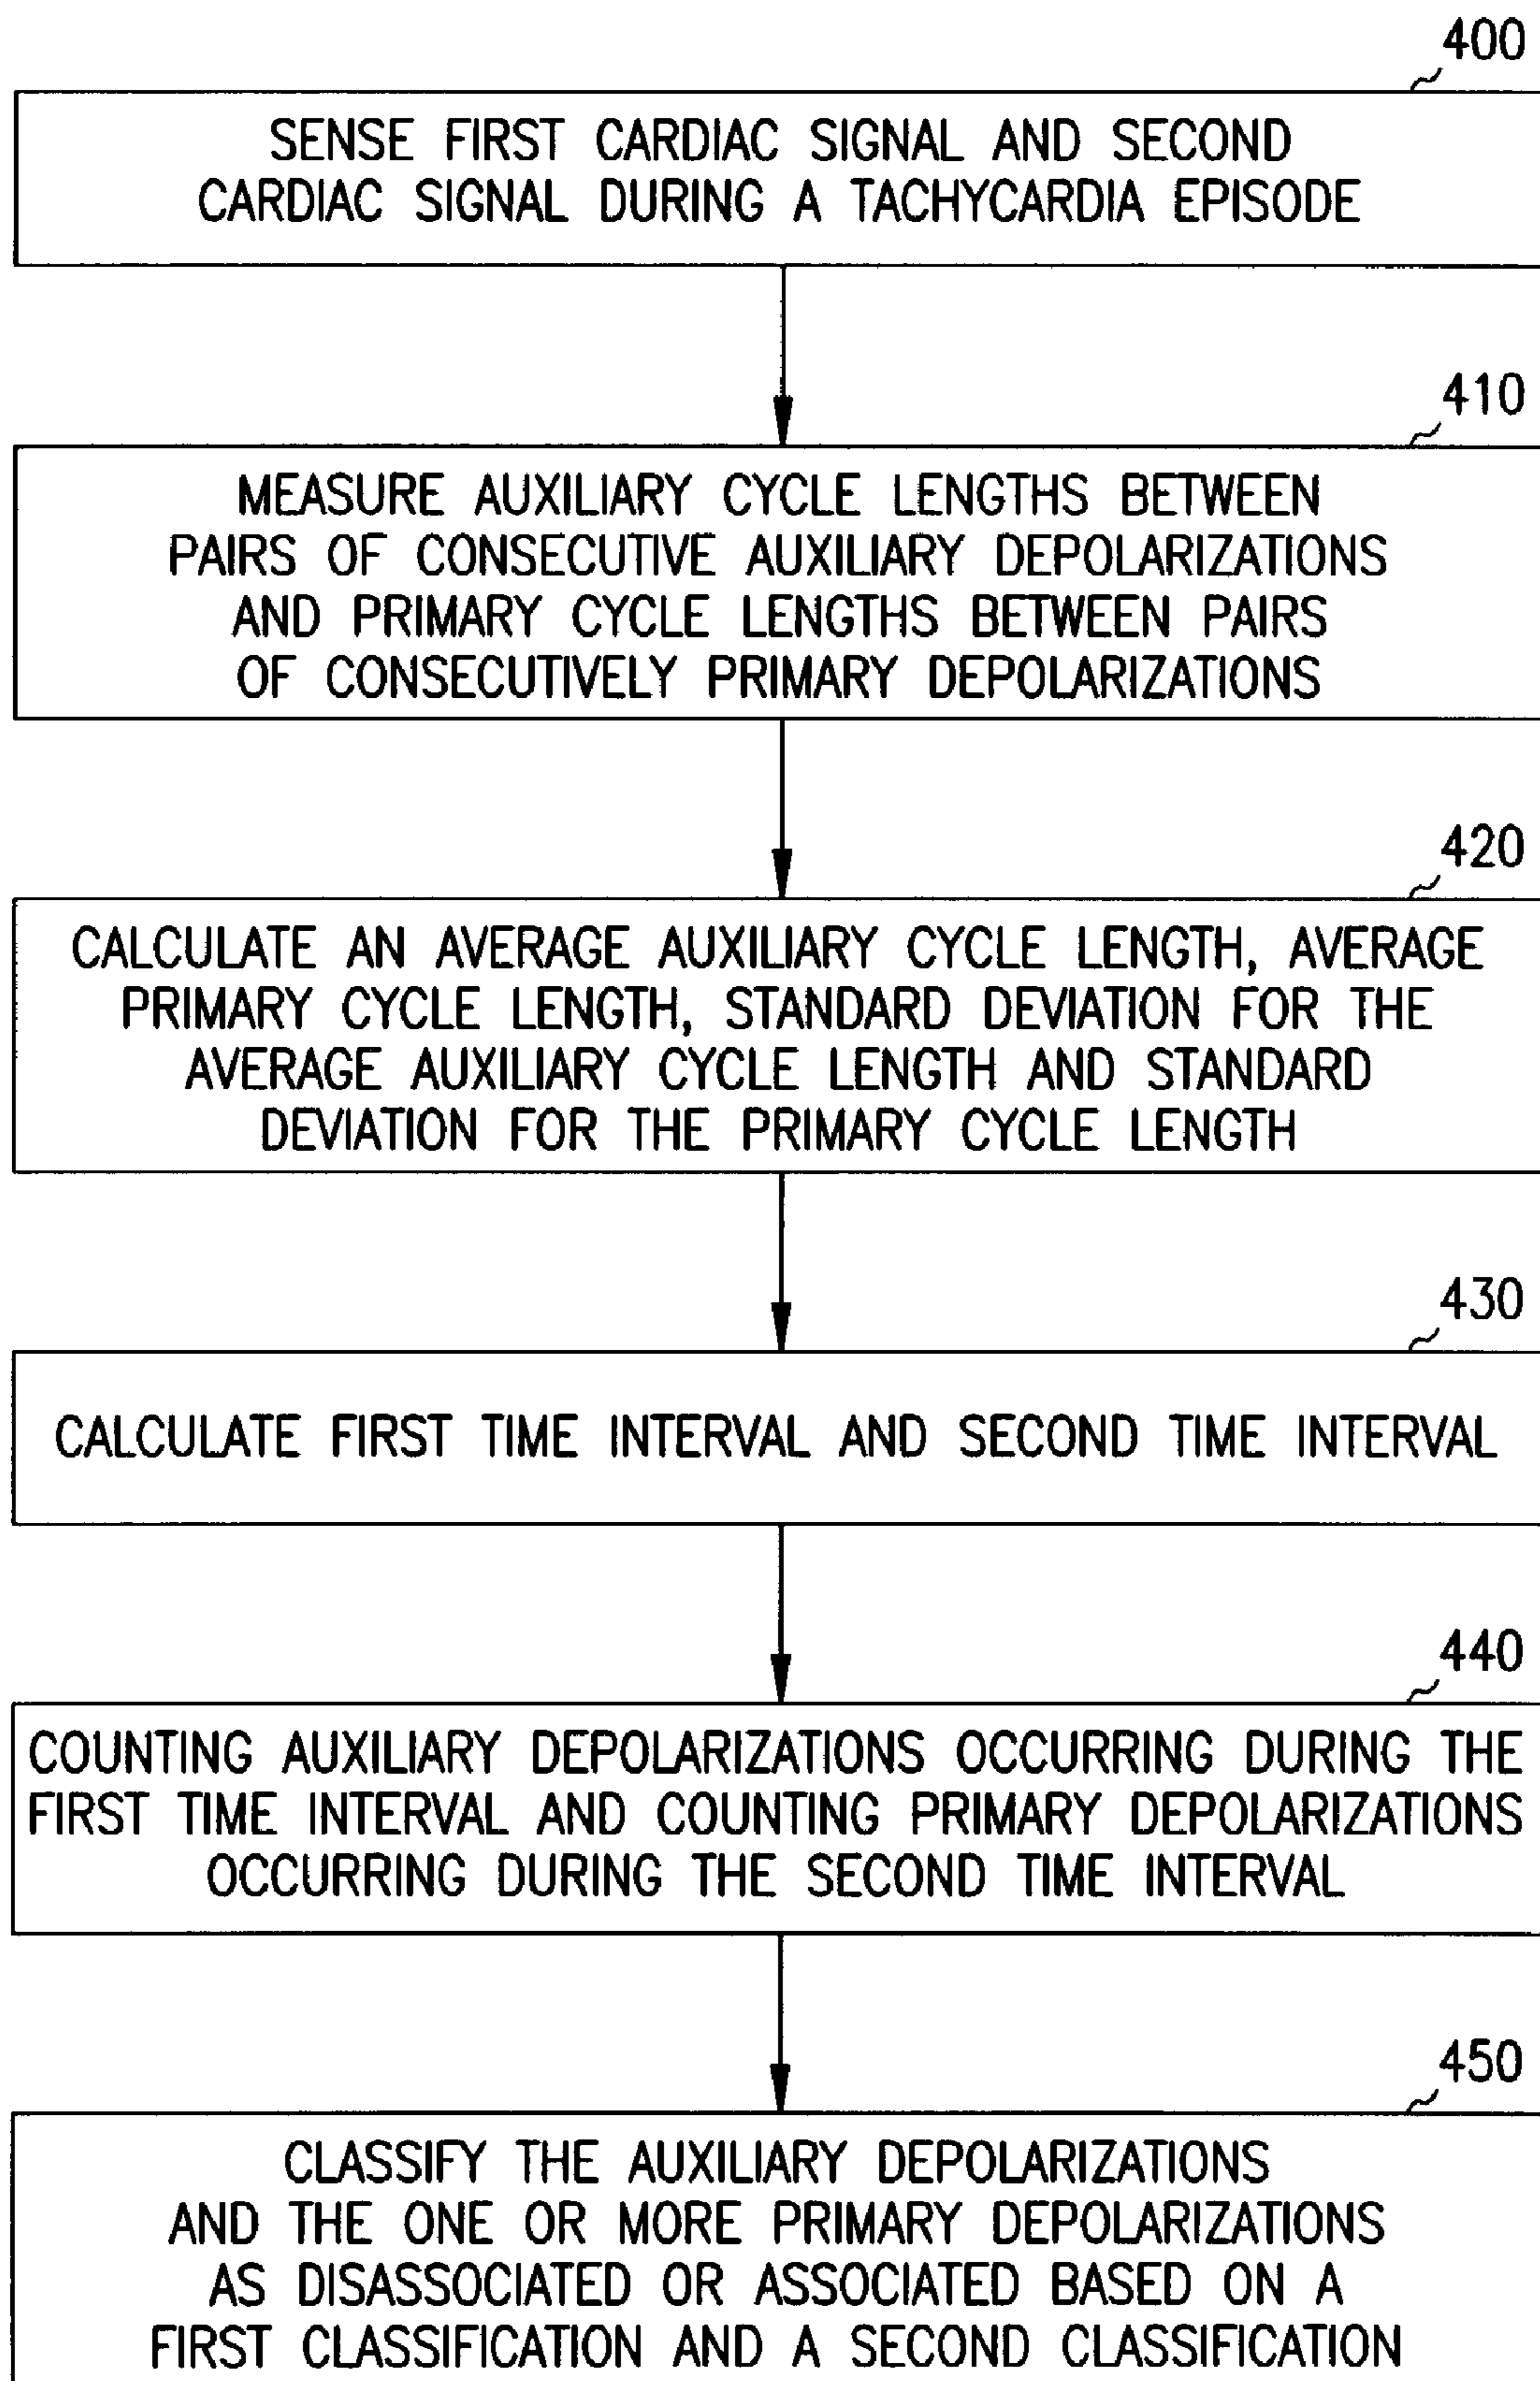 400
SENSE FIRST CARDIAC SIGNAL AND SECOND
CARDIAC SIGNAL DURING A TACHYCARDIA EPISODE
410
MEASURE AUXILIARY CYCLE LENGTHS BETWEEN
PAIRS OF CONSECUTIVE AUXILIARY DEPOLARIZATIONS
AND PRIMARY CYCLE LENGTHS BETWEEN PAIRS
OF CONSECUTIVELY PRIMARY DEPOLARIZATIONS
420
CALCULATE AN AVERAGE AUXILIARY CYCLE LENGTH, AVERAGE
PRIMARY CYCLE LENGTH, STANDARD DEVIATION FOR THE
AVERAGE AUXILIARY CYCLE LENGTH AND STANDARD
DEVIATION FOR THE PRIMARY CYCLE LENGTH
430
CALCULATE FIRST TIME INTERVAL AND SECOND TIME INTERVAL
440
COUNTING AUXILIARY DEPOLARIZATIONS OCCURRING DURING THE
FIRST TIME INTERVAL AND COUNTING PRIMARY DEPOLARIZATIONS
OCCURRING DURING THE SECOND TIME INTERVAL
450
CLASSIFY THE AUXILIARY DEPOLARIZATIONS
AND THE ONE OR MORE PRIMARY DEPOLARIZATIONS
AS DISASSOCIATED OR ASSOCIATED BASED ON A
FIRST CLASSIFICATION AND A SECOND CLASSIFICATION